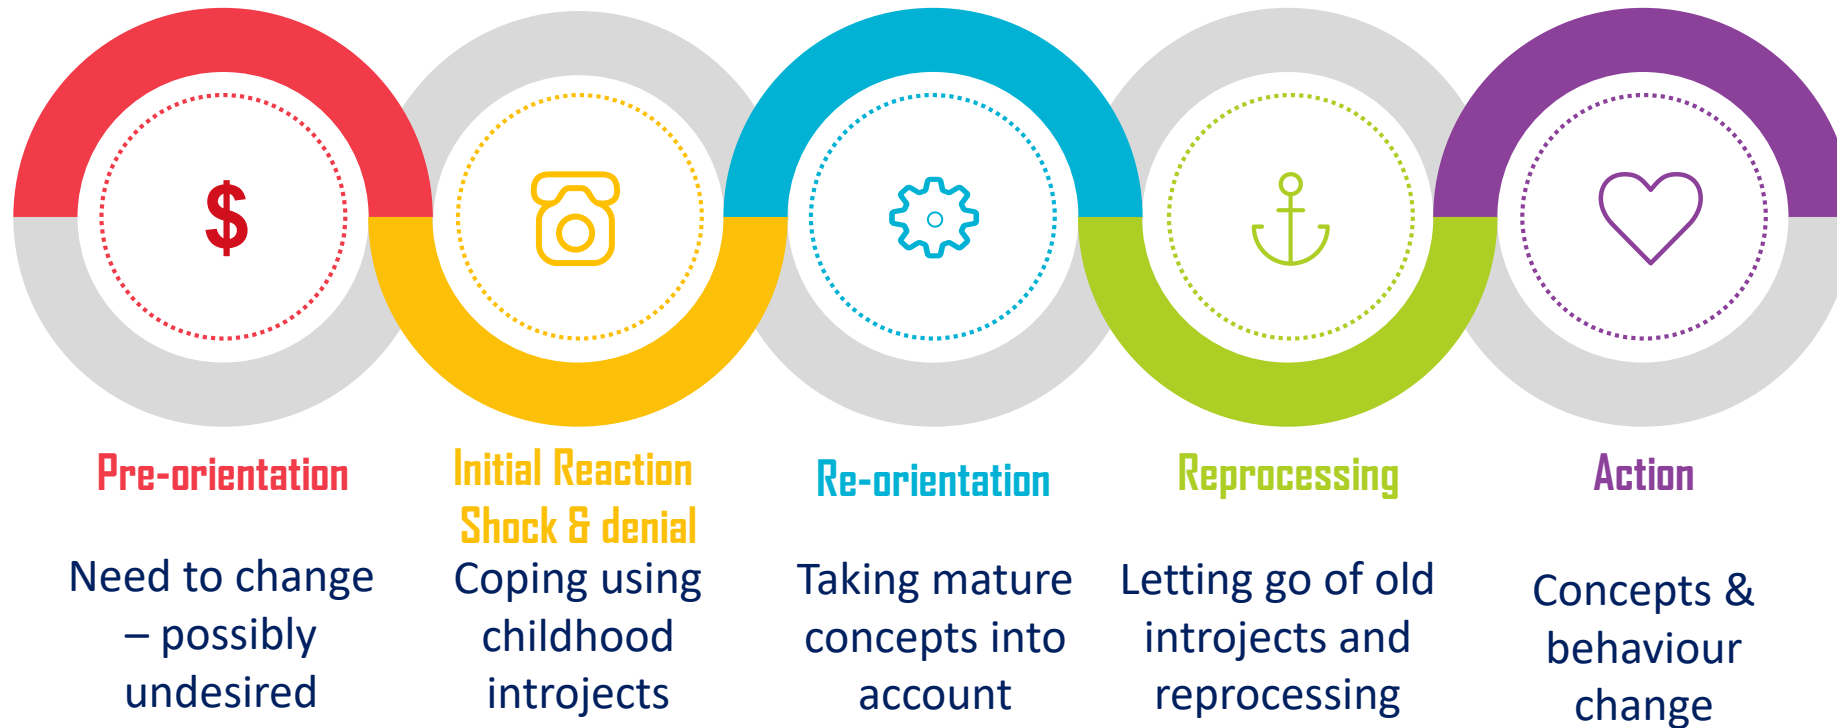 $
Pre-orientation
Need to change
– possibly
undesired
Initial Reaction
Shock & denial
Coping using
childhood
introjects
Re-orientation
Taking mature
concepts into
account
Reprocessing
Letting go of old
introjects and
reprocessing
Action
Concepts &
behaviour
change